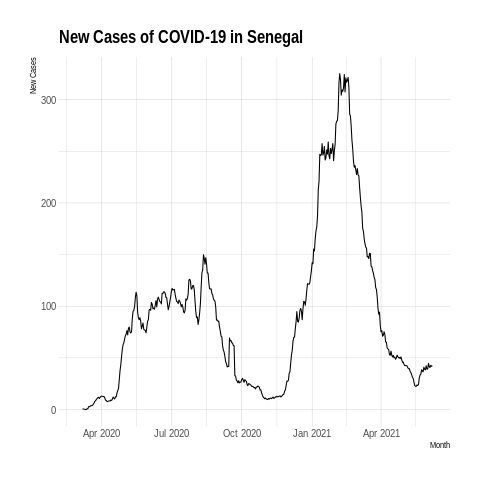 New Cases of COVID-19 in Senegal
New Cases
300
200
100
0
Apr 2020 Jul 2020 Oct 2020 Jan 2021 Apr 2021
Month